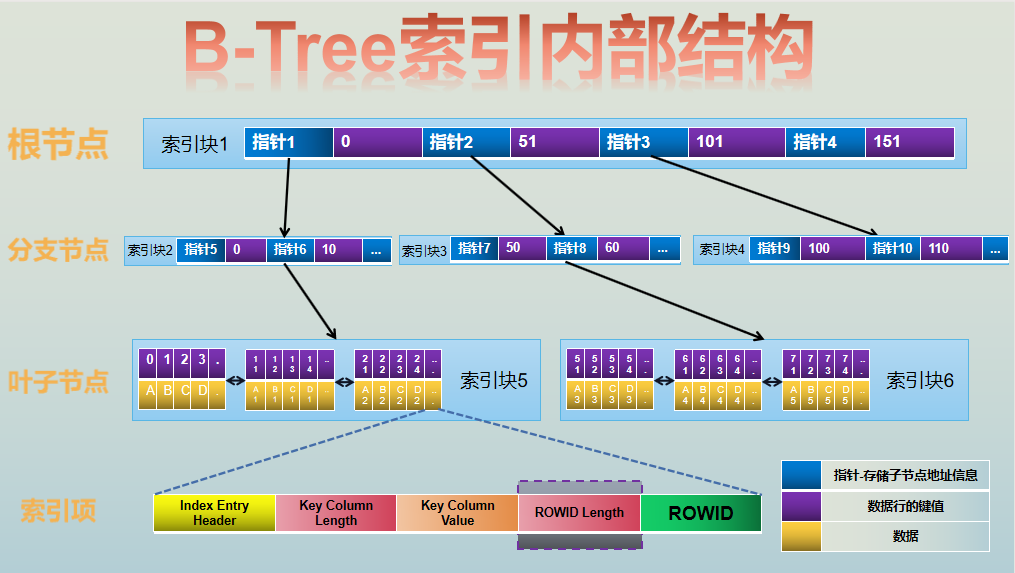 B-Tree索引内部结构
根节点
索引块1 指针1 0 指针2 51 指针3 101 指针4 151
分支节点
索引块2 指针5 0 指针6 10 ...
索引块3 指针7 50 指针8 60 ...
索引块4 指针9 100 指针10 110 ...
叶子节点
0 1 2 3 .
A B C D .
11 12 13 14 ...
A1 B1 C1 D1 ...
21 22 23 24 ...
A2 B2 C2 D2 ...
索引块5
51 52 53 54 ...
A3 B3 C3 D3 ...
61 62 63 64 ...
A4 B4 C4 D4 ...
71 72 73 74 ...
A5 B5 C5 D5 ...
索引块6
索引项
Index Entry
Header
Key Column
Length
Key Column
Value
ROWID Length
ROWID
指针-存储子节点地址信息
数据行的键值
数据